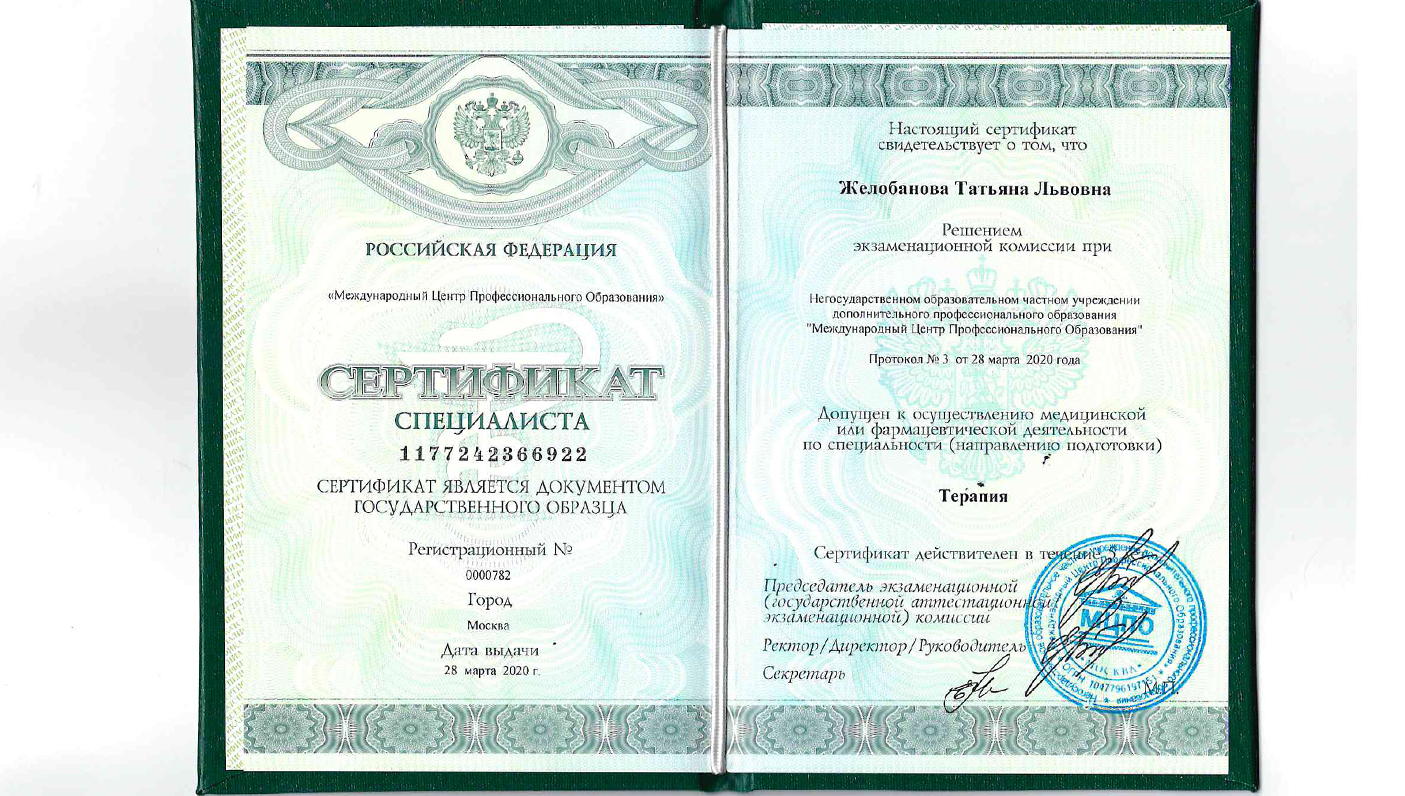 РОССИЙСКАЯ ФЕДЕРАЦИЯ
«Международный Центр Профессионального Образования»
СЕРТИФИКАТ
СПЕЦИАЛИСТА
1177242366922
СЕРТИФИКАТ ЯВЛЯЕТСЯ ДОКУМЕНТОМ
ГОСУДАРСТВЕННОГО ОБРАЗЦА
Регистрационный №
0000782
Город
Москва
Дата выдачи
28 марта 2020 г.
Настоящий сертификат
свидетельствует о том, что
Желобанова Татьяна Львовна
Решением
экзаменационной комиссии при
Негосударственном образовательном частном учреждении
дополнительного профессионального образования
"Международный Центр Профессионального Образования"
Протокол № 3 от 28 марта 2020 года
Допущен к осуществлению медицинской
или фармацевтической деятельности
по специальности (направлению подготовки)
Терапия
Сертификат действителен в течение
Председатель экзаменационной
(государственной аттестационной,
экзаменационной) комиссии
Ректор/Директор/Руководитель
Секретарь
М.П.
МЦПО
МОСКВА